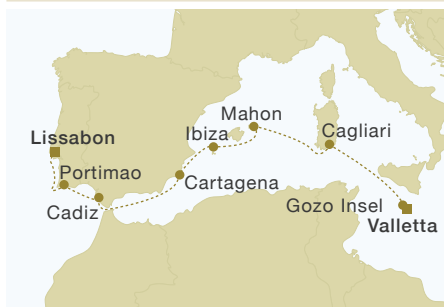 Lissabon
Portimao
Cadiz
Cartagena
Ibiza
Mahon
Cagliari
Gozo Insel
Valletta